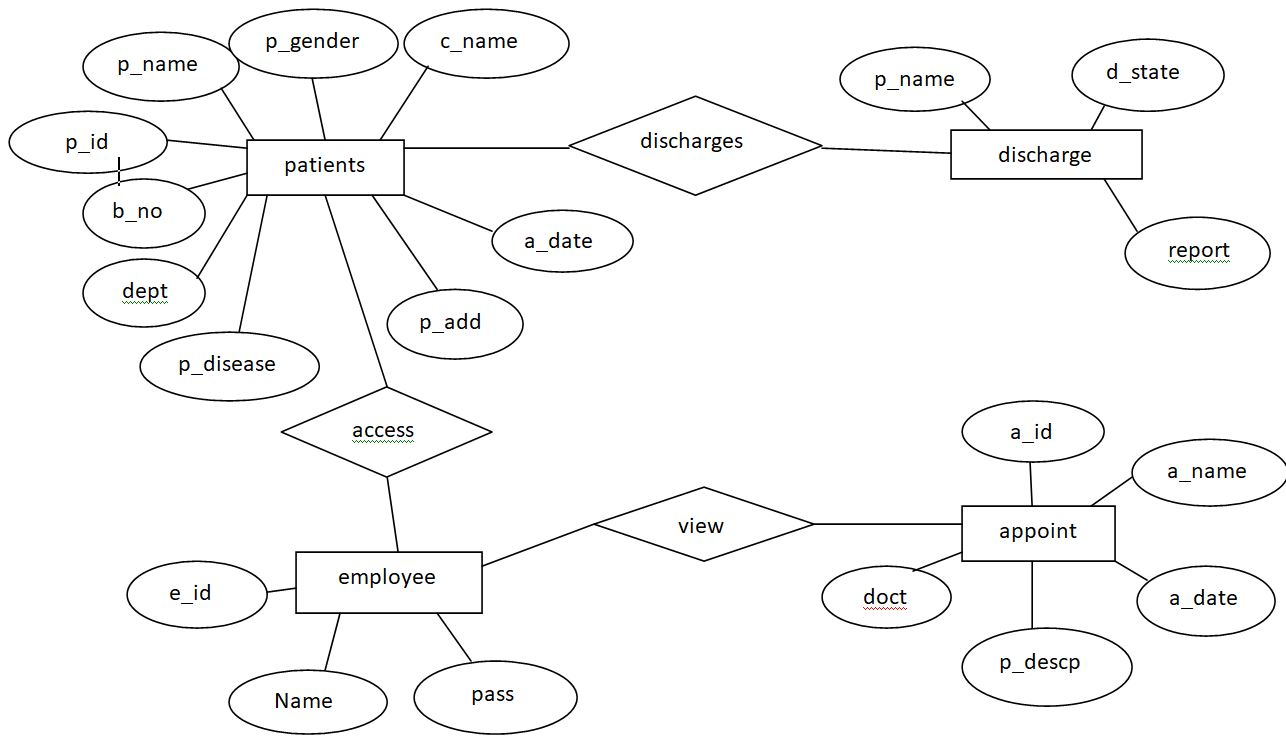 p_gender
c_name
p_name
p_name
d_state
p_id
discharges
patients
discharge
b_no
a_date
report
dept
p_add
p_disease
access
a_id
a_name
view
appoint
employee
e_id
doct
a_date
p_descp
Name
pass